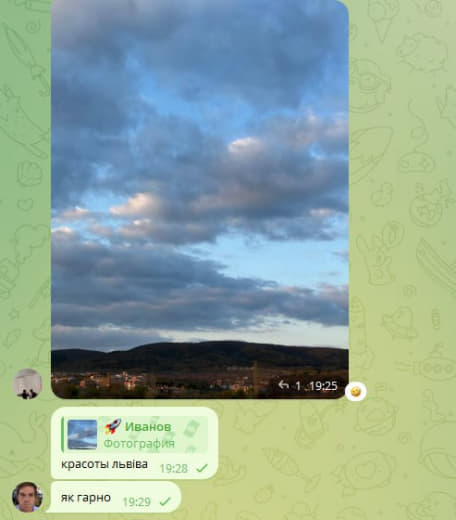 1 19:25
Иванов
Фотография
красоты львіва 19:28
як гарно 19:29